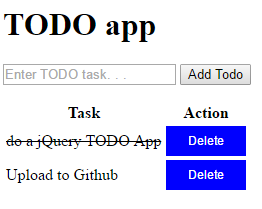 TODO app
Enter TODO task. . . Add Todo
Task Action
do a jQuery TODO App Delete
Upload to Github Delete